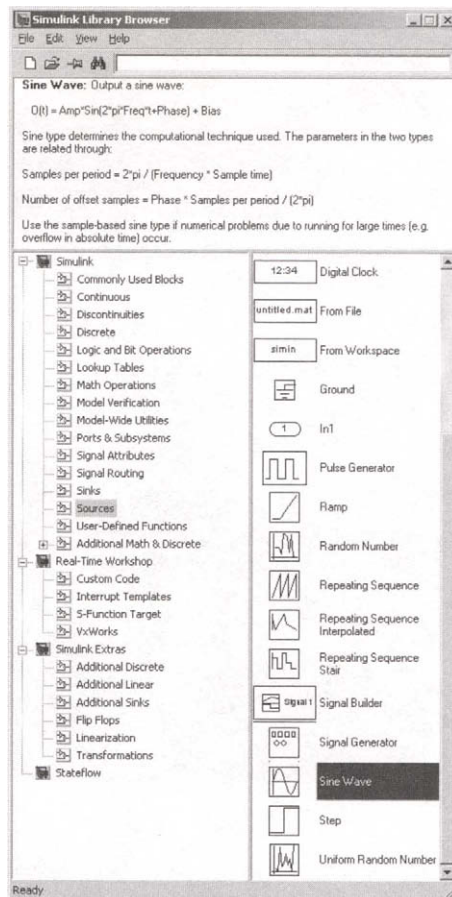 Simulink Library Browser
File Edit View Help
Sine Wave: Output a sine wave:
O(t) = Amp*Sin(2*pi*Freq*t+Phase) + Bias
Sine type determines the computational technique used. The parameters in the two types
are related through:
Samples per period = 2*pi / (Frequency * Sample time)
Number of offset samples = Phase * Samples per period / (2*pi)
Use the sample-based sine type if numerical problems due to running for large times (e.g.
overflow in absolute time) occur.
Simulink
Commonly Used Blocks
Continuous
Discontinuities
Discrete
Logic and Bit Operations
Lookup Tables
Math Operations
Model Verification
Model-Wide Utilities
Ports & Subsystems
Signal Attributes
Signal Routing
Sinks
Sources
User-Defined Functions
Additional Math & Discrete
Real-Time Workshop
Custom Code
Interrupt Templates
S-Function Target
VxWorks
Simulink Extras
Additional Discrete
Additional Linear
Additional Sinks
Flip Flops
Linearization
Transformations
Stateflow
12:34 Digital Clock
untitled.mat From File
simin From Workspace
Ground
1 In1
Pulse Generator
Ramp
Random Number
Repeating Sequence
Repeating Sequence
Interpolated
Repeating Sequence
Stair
Signal 1 Signal Builder
Signal Generator
Sine Wave
Step
Uniform Random Number
Ready